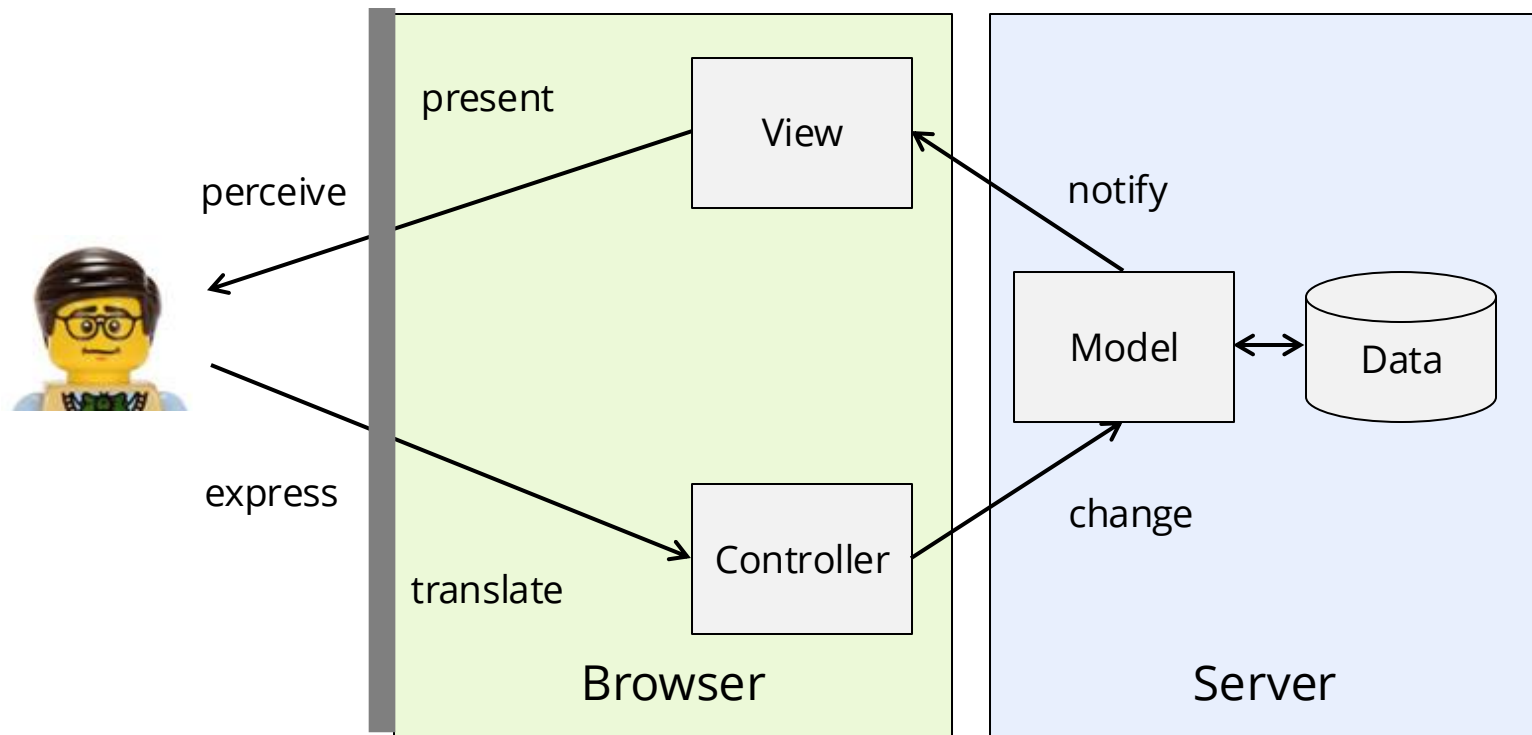 present
View
perceive
notify
Model
Data
express
change
Controller
translate
Browser
Server